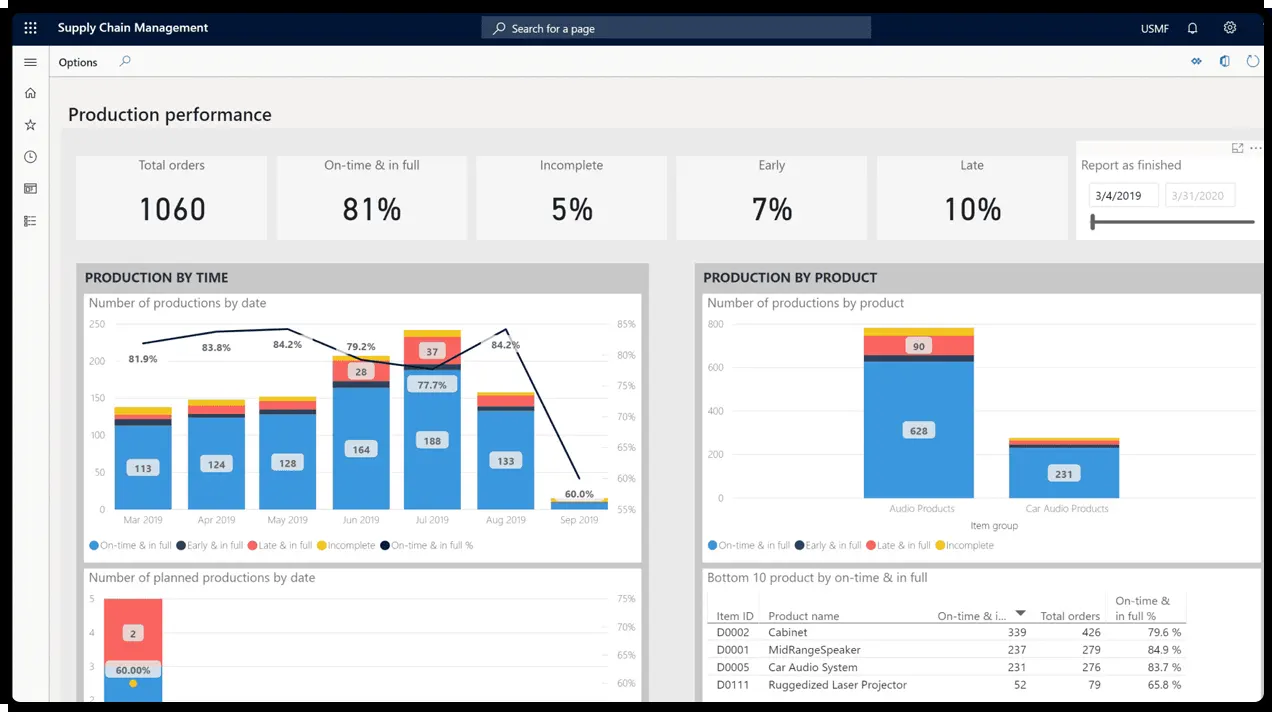 Supply Chain Management
Search for a page
USMF
Options
Production performance
Total orders
1060
On-time & in full
81%
Incomplete
5%
Early
7%
Late
10%
Report as finished
3/4/2019 3/31/2020
PRODUCTION BY TIME
Number of productions by date
250
200
150
100
50
0
85%
80%
75%
70%
65%
60%
55%
81.9%
83.8%
84.2%
79.2%
77.7%
84.2%
60.0%
28
37
113
124
128
164
188
133
Mar 2019 Apr 2019 May 2019 Jun 2019 Jul 2019 Aug 2019 Sep 2019
On-time & in full Early & in full Late & in full Incomplete On-time & in full %
Number of planned productions by date
5
4
3
2
75%
70%
65%
60%
2
60.00%
PRODUCTION BY PRODUCT
Number of productions by product
800
600
400
200
0
90
628
231
Audio Products Car Audio Products
Item group
On-time & in full Early & in full Late & in full Incomplete
Bottom 10 product by on-time & in full
Item ID Product name On-time & i... Total orders On-time & in full %
D0002 Cabinet 339 426 79.6 %
D0001 MidRangeSpeaker 237 279 84.9 %
D0005 Car Audio System 231 276 83.7 %
D0111 Ruggedized Laser Projector 52 79 65.8 %